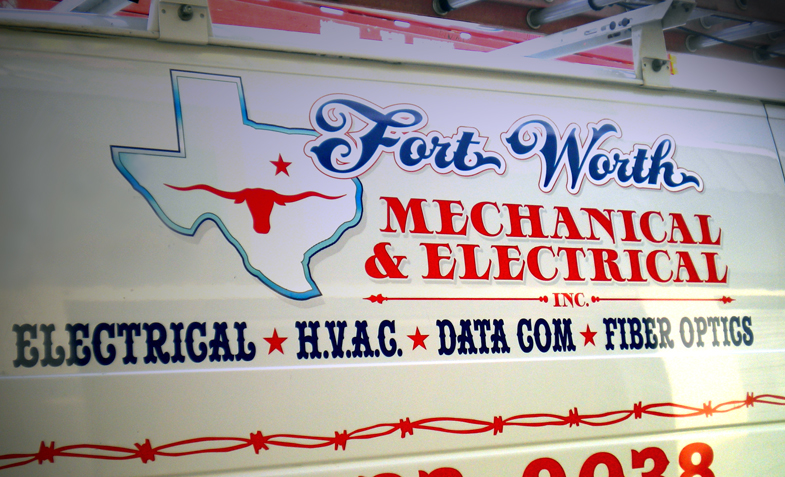 Fort Worth
MECHANICAL
& ELECTRICAL
INC.
ELECTRICAL ★ H.V.A.C. ★ DATA COM ★ FIBER OPTICS